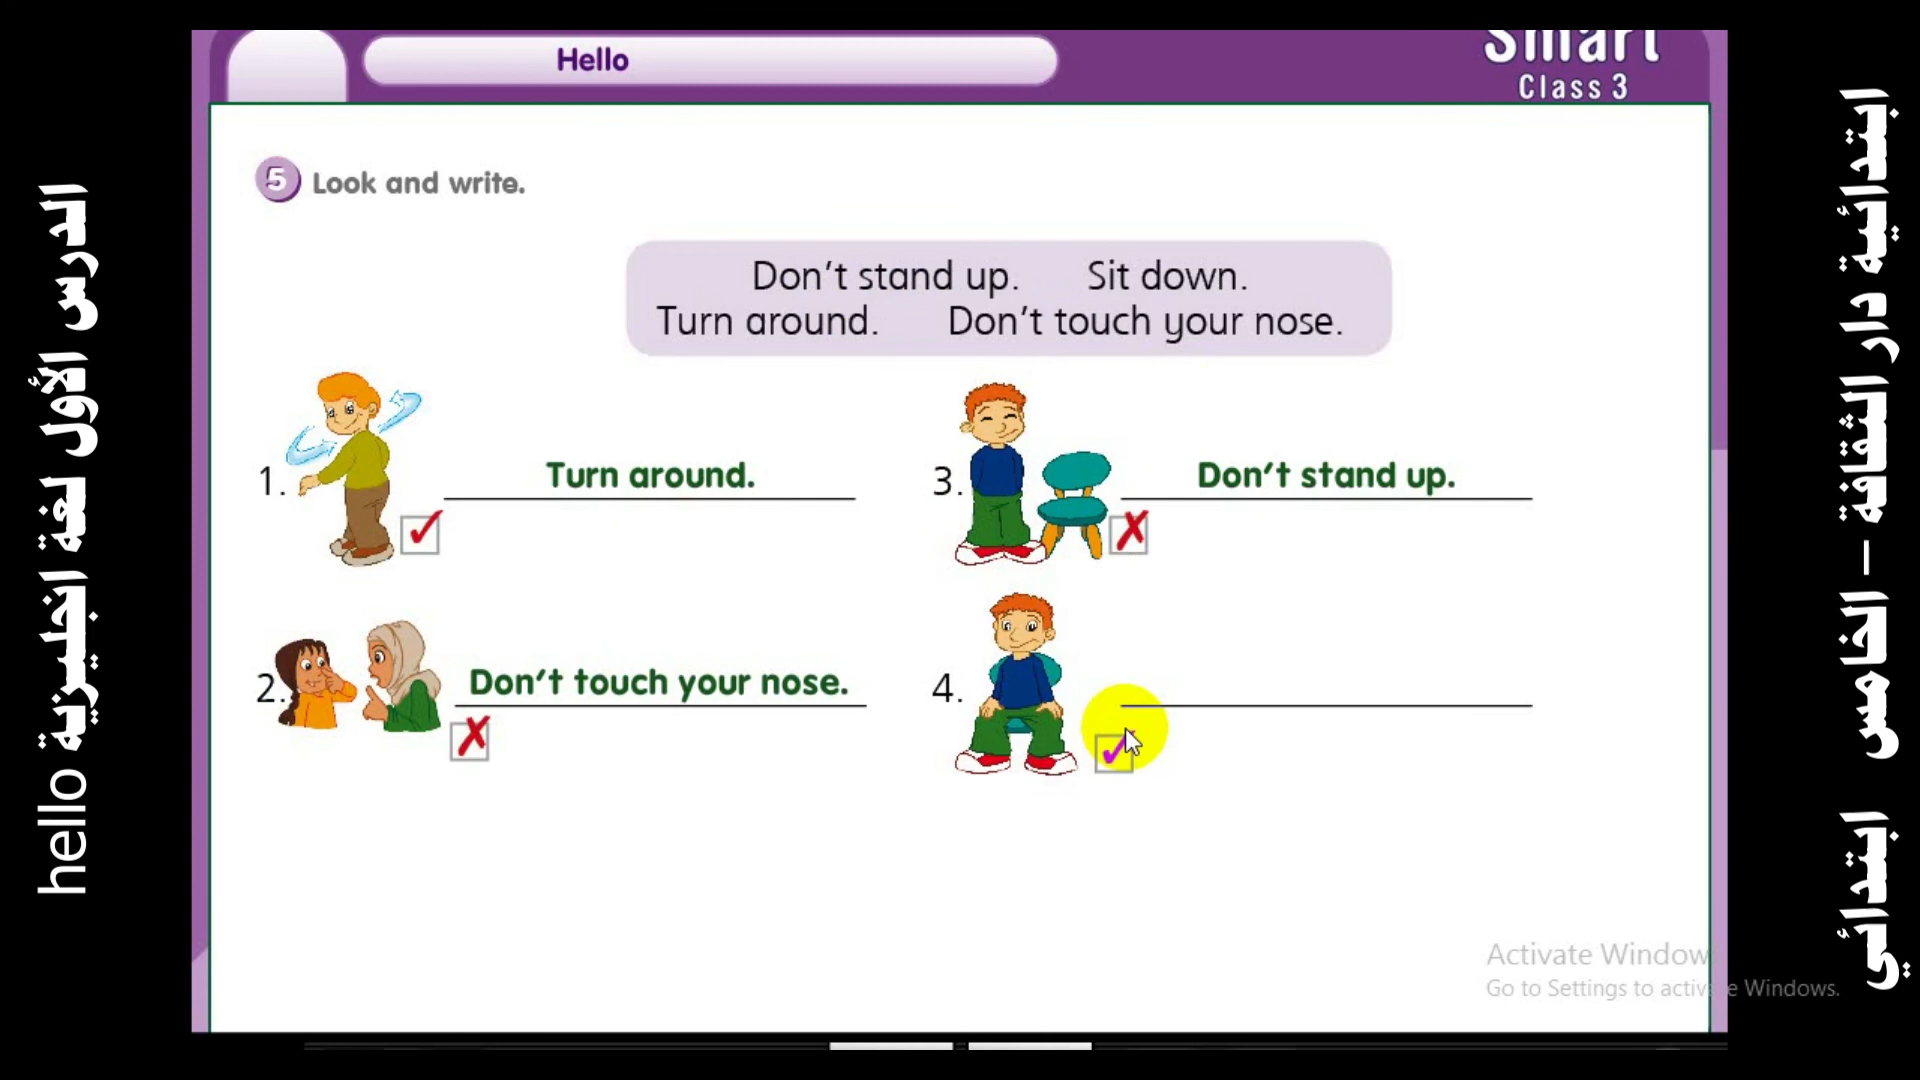 Hello
Smart
Class 3
5 Look and write.
Don't stand up. Sit down.
Turn around. Don't touch your nose.
1. Turn around.
2. Don't touch your nose.
3. Don't stand up.
4.
Activate Window
Go to Settings to activate Windows.
الدرس الأول لغة انجليزية hello
ابتدائية دار الثقافة – الخامس ابتدائي